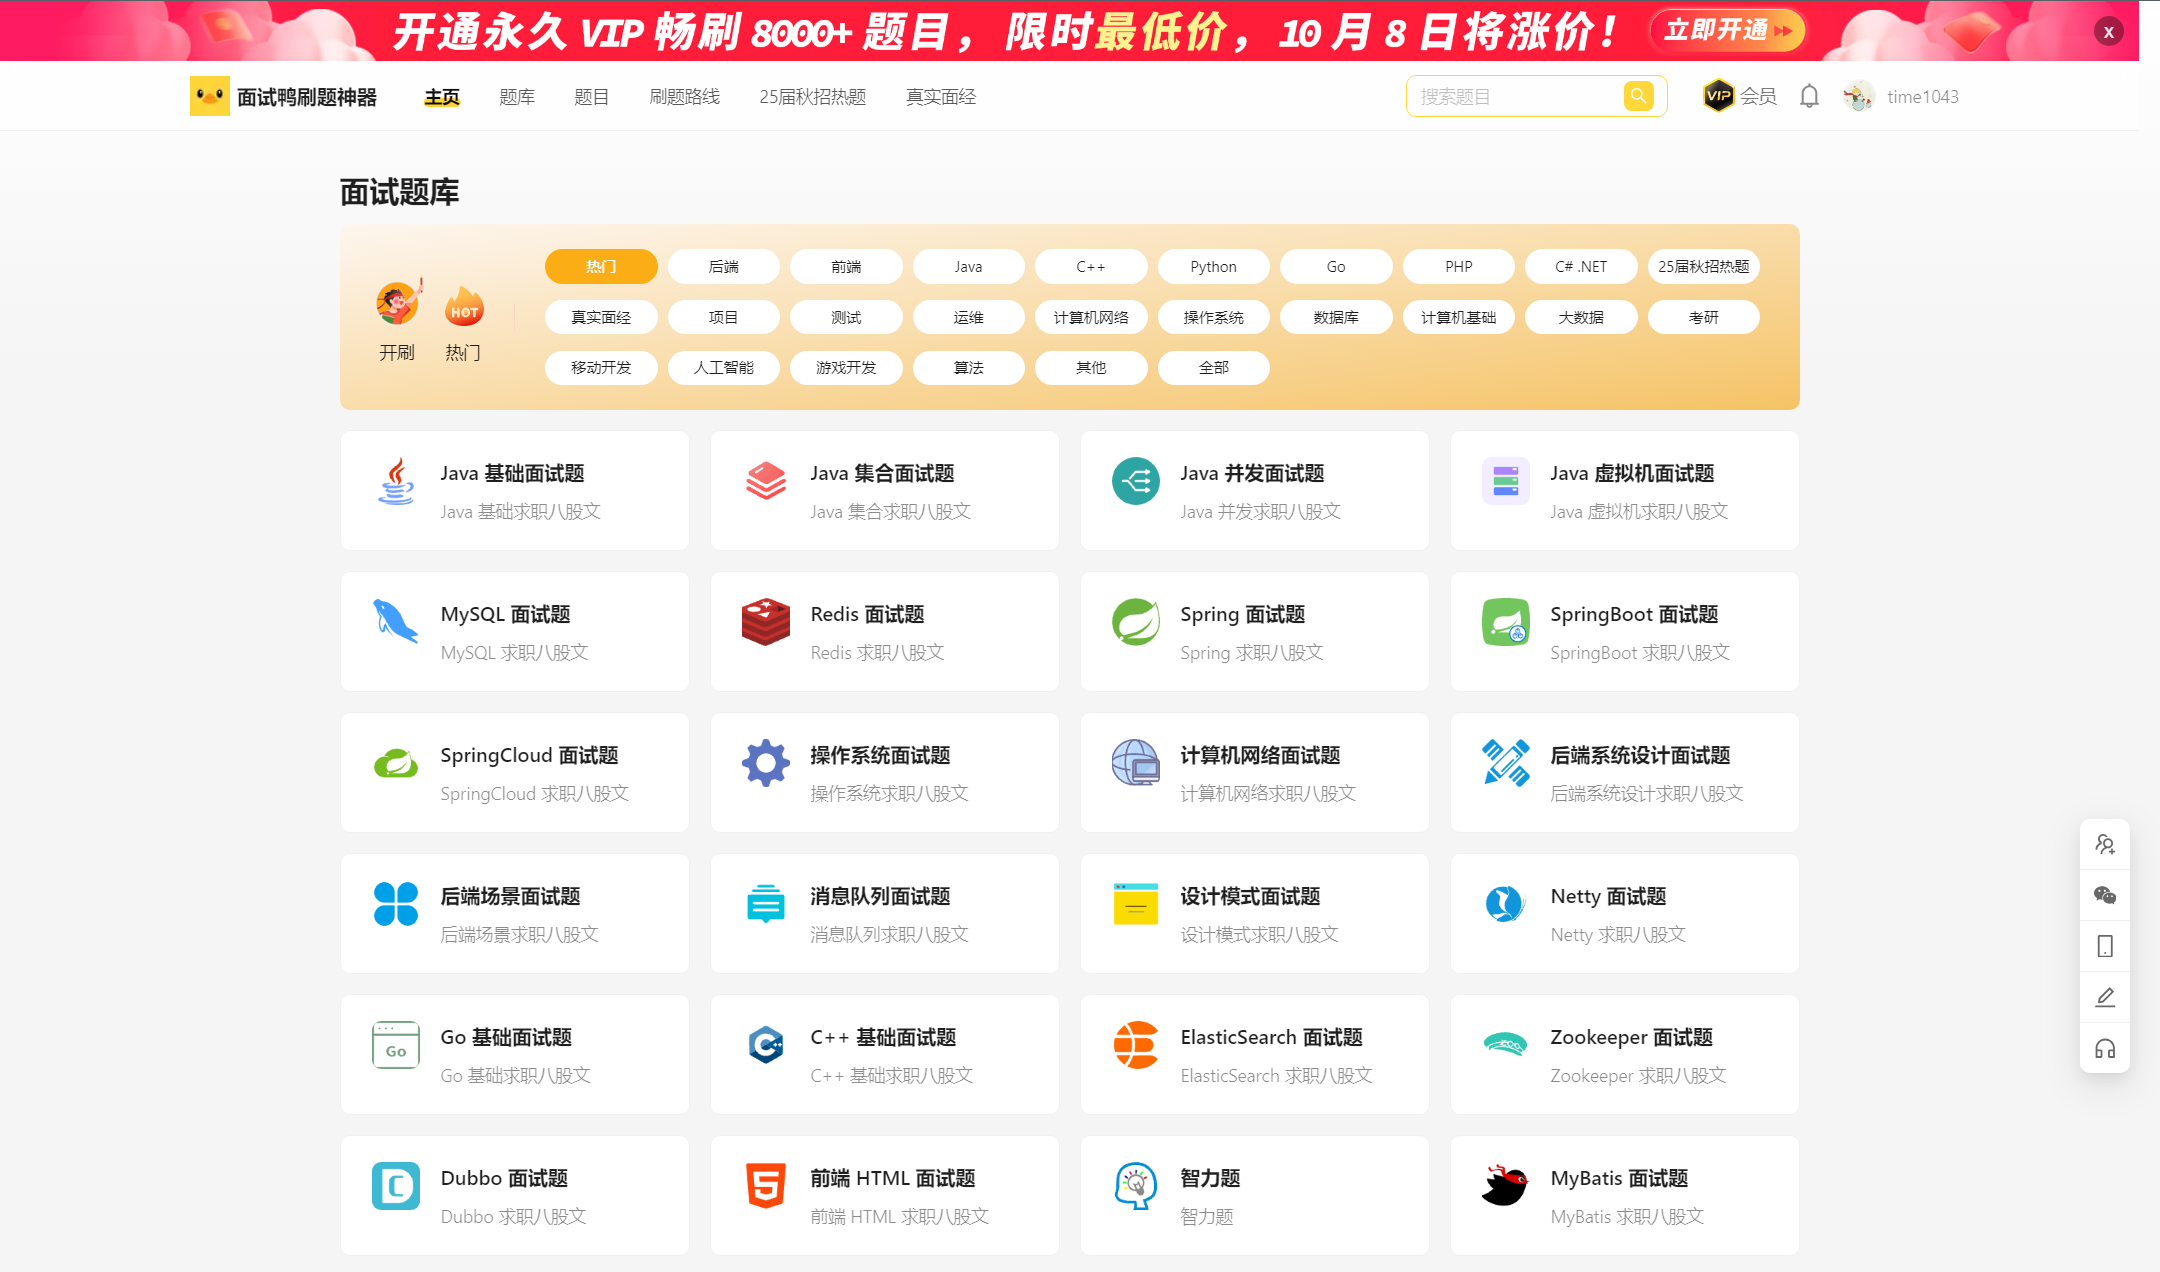 开通永久 VIP 畅刷 8000+ 题目，限时最低价，10 月 8 日将涨价！ 立即开通 x
面试鸭刷题神器 主页 题库 题目 刷题路线 25届秋招热题 真实面经 搜索题目 VIP 会员 time1043
面试题库
HOT
开刷 热门
热门 后端 前端 Java C++ Python Go PHP C# .NET 25届秋招热题
真实面经 项目 测试 运维 计算机网络 操作系统 数据库 计算机基础 大数据 考研
移动开发 人工智能 游戏开发 算法 其他 全部
Java 基础面试题
Java 基础求职八股文
Java 集合面试题
Java 集合求职八股文
Java 并发面试题
Java 并发求职八股文
Java 虚拟机面试题
Java 虚拟机求职八股文
MySQL 面试题
MySQL 求职八股文
Redis 面试题
Redis 求职八股文
Spring 面试题
Spring 求职八股文
SpringBoot 面试题
SpringBoot 求职八股文
SpringCloud 面试题
SpringCloud 求职八股文
操作系统面试题
操作系统求职八股文
计算机网络面试题
计算机网络求职八股文
后端系统设计面试题
后端系统设计求职八股文
后端场景面试题
后端场景求职八股文
消息队列面试题
消息队列求职八股文
设计模式面试题
设计模式求职八股文
Netty 面试题
Netty 求职八股文
Go
Go 基础面试题
Go 基础求职八股文
C++ 基础面试题
C++ 基础求职八股文
ElasticSearch 面试题
ElasticSearch 求职八股文
ZOO
Zookeeper 面试题
Zookeeper 求职八股文
Dubbo 面试题
Dubbo 求职八股文
5
前端 HTML 面试题
前端 HTML 求职八股文
智力题
智力题
MyBatis 面试题
MyBatis 求职八股文